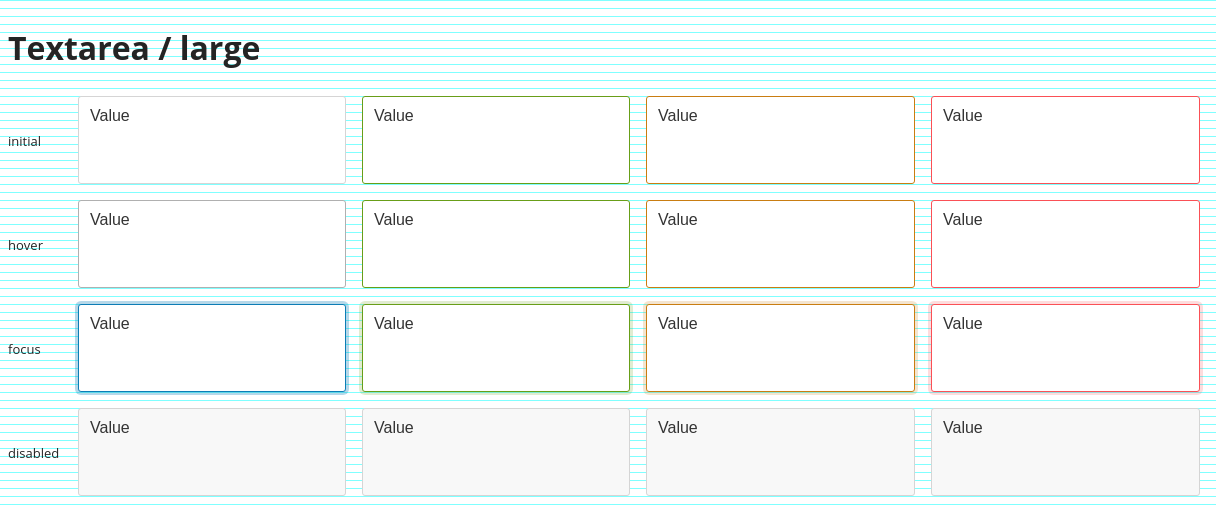 Textarea / large
initial Value Value Value Value
hover Value Value Value Value
focus Value Value Value Value
disabled Value Value Value Value